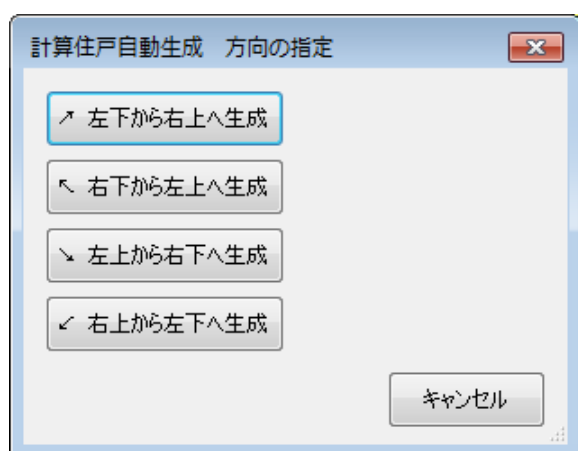 計算住戸自動生成　方向の指定
↗ 左下から右上へ生成
↖ 右下から左上へ生成
↘ 左上から右下へ生成
↙ 右上から左下へ生成
キャンセル